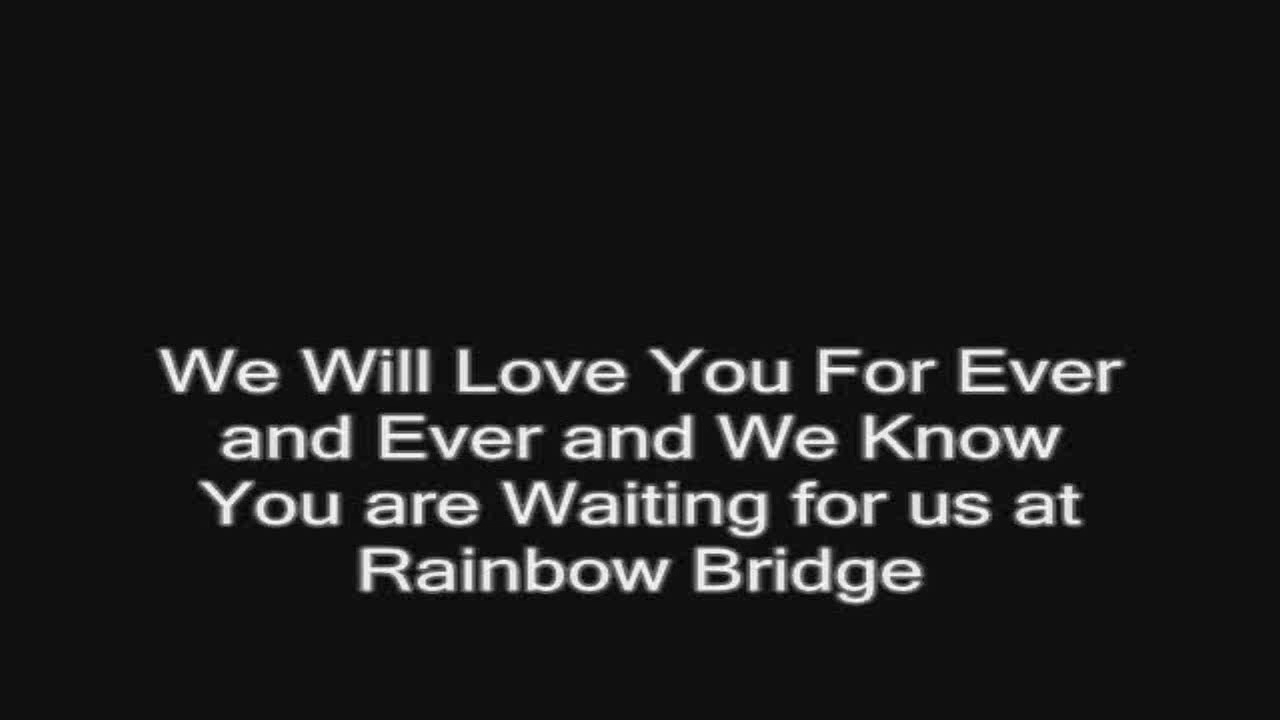 We Will Love You For Ever
and Ever and We Know
You are Waiting for us at
Rainbow Bridge